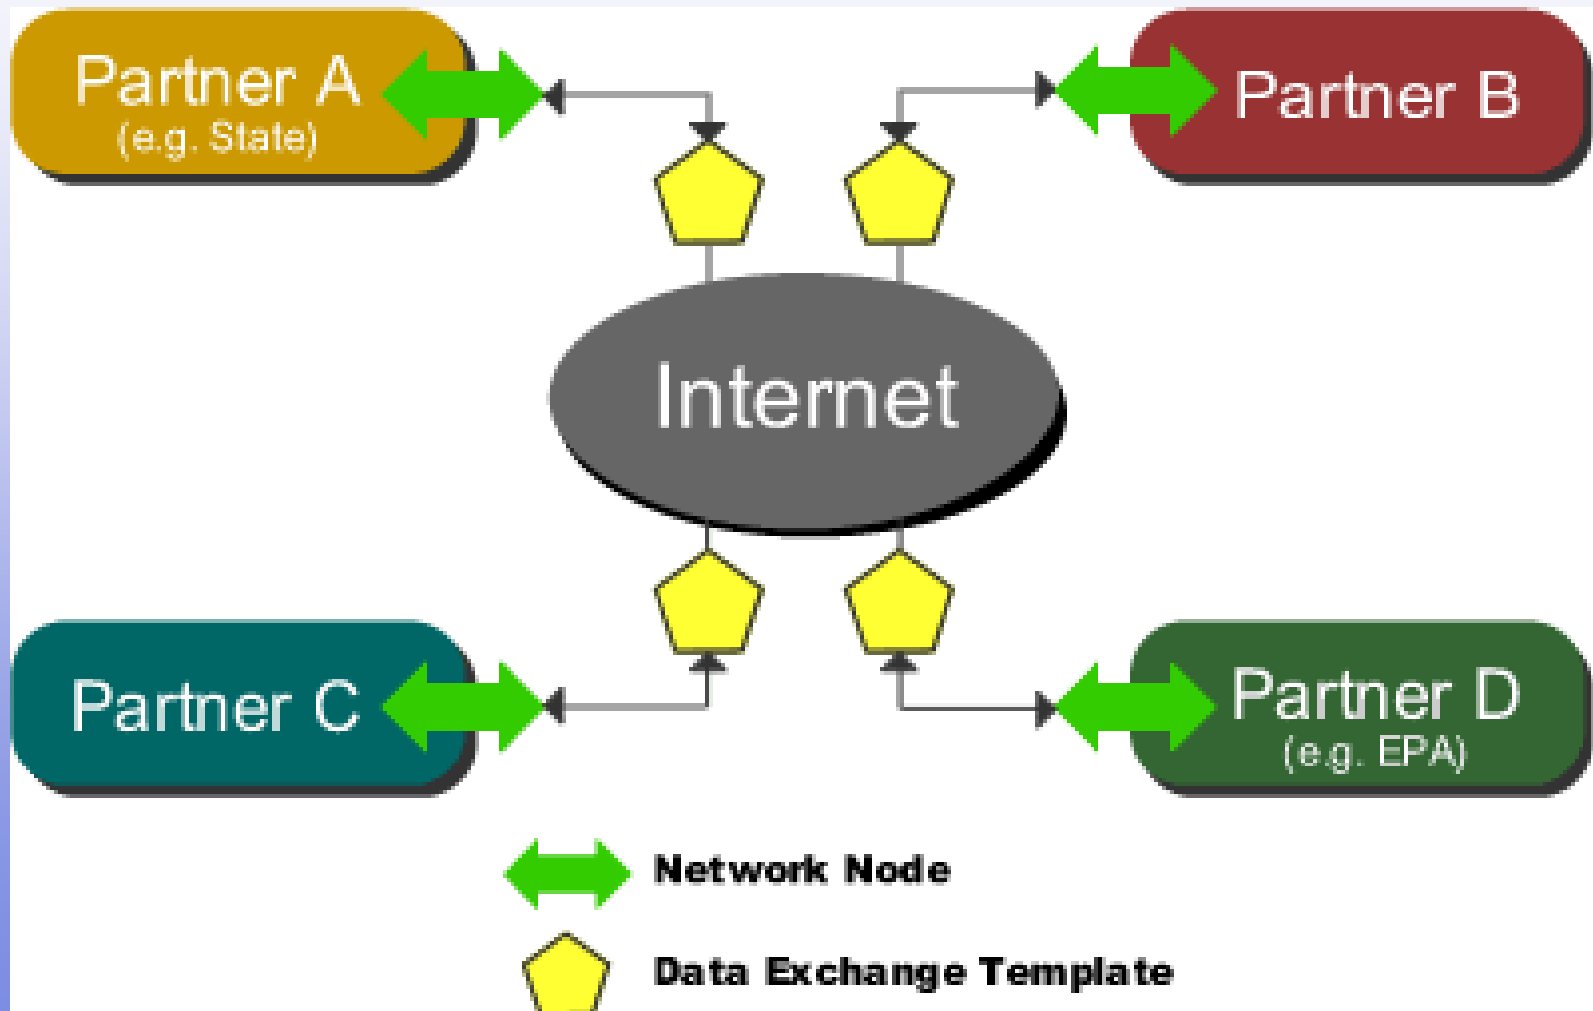 Partner A
(e.g. State)
Partner B
Internet
Partner C
Partner D
(e.g. EPA)
Network Node
Data Exchange Template